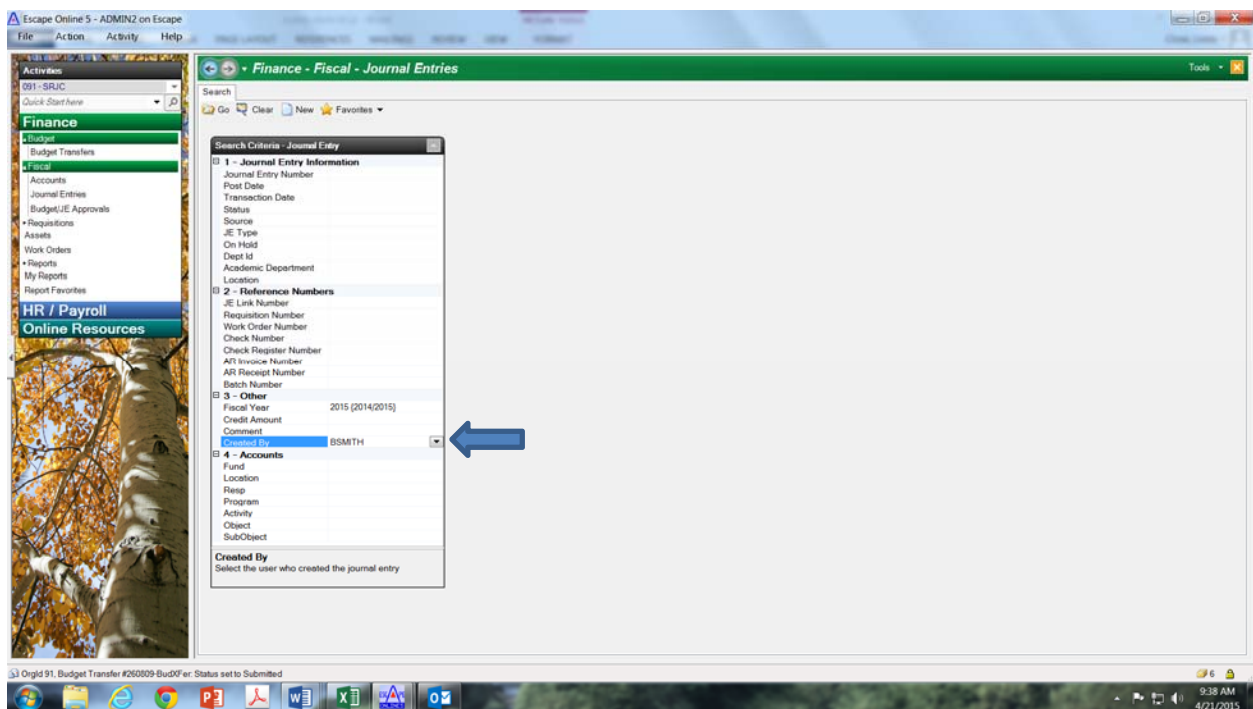 Escape Online 5 - ADMIN2 on Escape
File Action Activity Help
Activities
091 - SRJC
Quick Start here
Finance
Budget
Budget Transfers
Fiscal
Accounts
Journal Entries
Budget/JE Approvals
Requisitions
Assets
Work Orders
Reports
My Reports
Report Favorites
HR / Payroll
Online Resources
Finance - Fiscal - Journal Entries
Tools
Search
Go Clear New Favorites
Search Criteria - Journal Entry
1 - Journal Entry Information
Journal Entry Number
Post Date
Transaction Date
Status
Source
JE Type
On Hold
Dept Id
Academic Department
Location
2 - Reference Numbers
JE Link Number
Requisition Number
Work Order Number
Check Number
Check Register Number
AR Invoice Number
AR Receipt Number
Batch Number
3 - Other
Fiscal Year 2015 (2014/2015)
Credit Amount
Comment
Created By BSMITH
4 - Accounts
Fund
Location
Resp
Program
Activity
Object
SubObject
Created By
Select the user who created the journal entry
OrgId 91, Budget Transfer #260809-BudXFer: Status set to Submitted
6
9:38 AM
4/21/2015